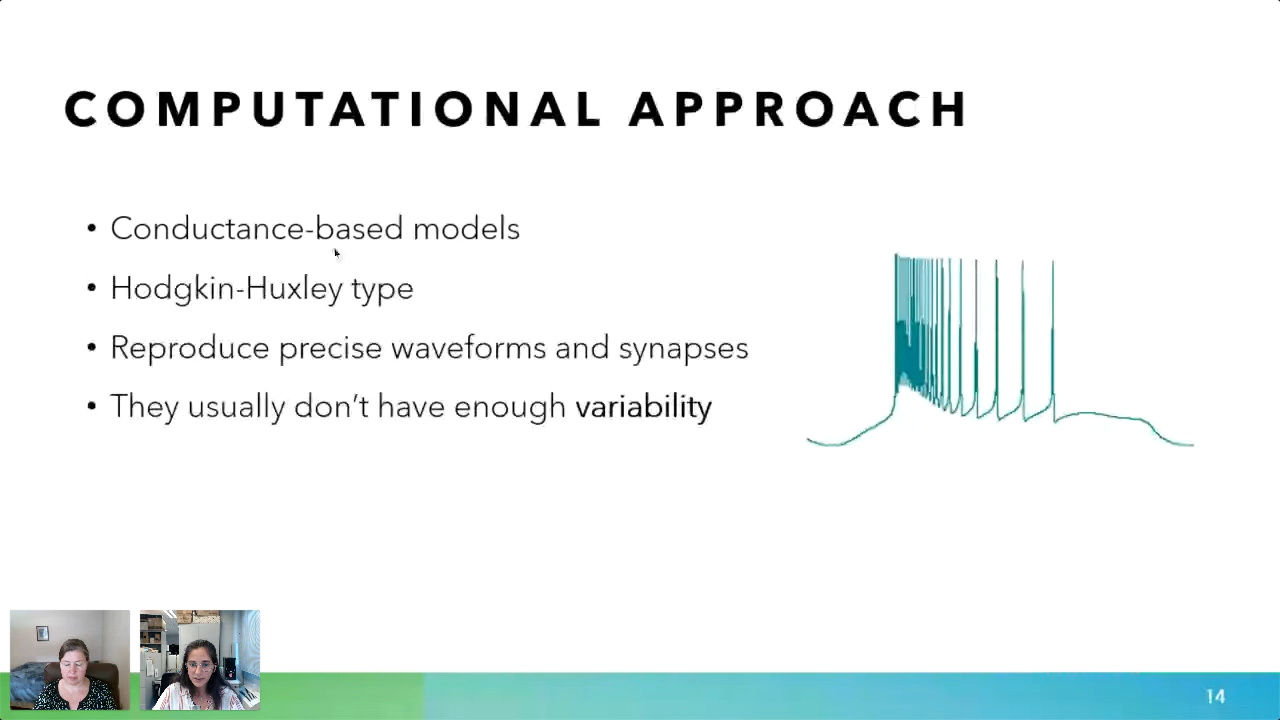 COMPUTATIONAL APPROACH
• Conductance-based models
• Hodgkin-Huxley type
• Reproduce precise waveforms and synapses
• They usually don't have enough variability
14